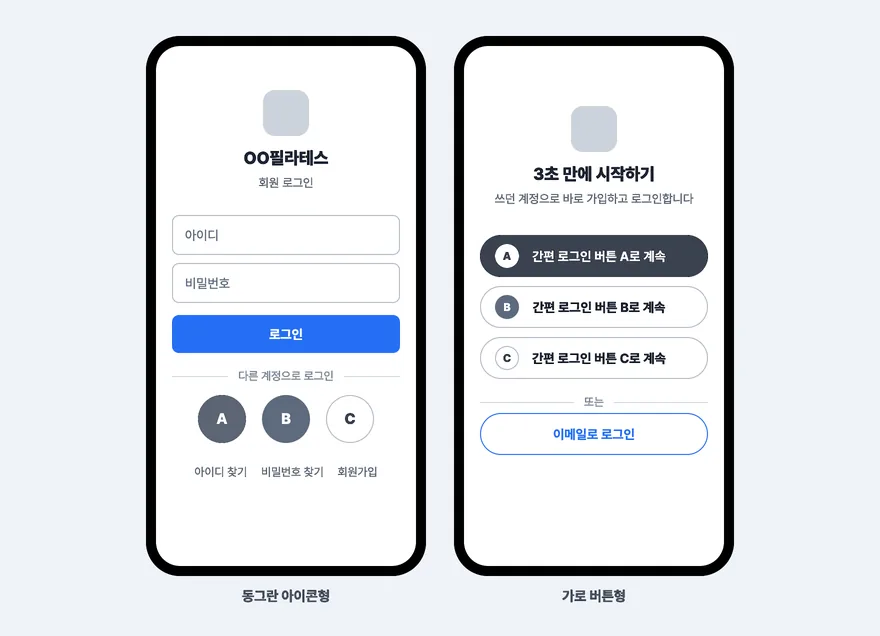 OO필라테스
회원 로그인
아이디
비밀번호
로그인
다른 계정으로 로그인
A B C
아이디 찾기 비밀번호 찾기 회원가입
동그란 아이콘형
3초 만에 시작하기
쓰던 계정으로 바로 가입하고 로그인합니다
A 간편 로그인 버튼 A로 계속
B 간편 로그인 버튼 B로 계속
C 간편 로그인 버튼 C로 계속
또는
이메일로 로그인
가로 버튼형